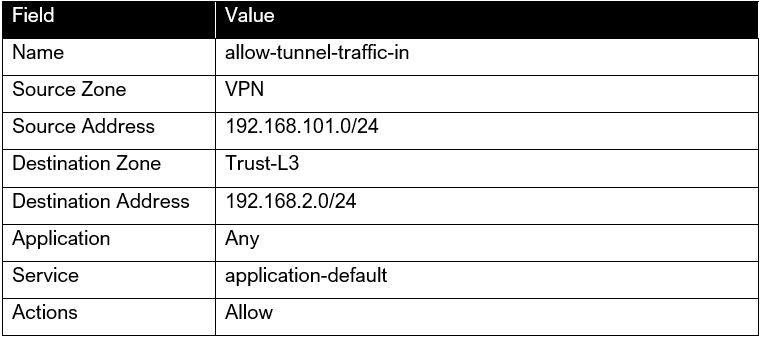 Field Value
Name allow-tunnel-traffic-in
Source Zone VPN
Source Address 192.168.101.0/24
Destination Zone Trust-L3
Destination Address 192.168.2.0/24
Application Any
Service application-default
Actions Allow